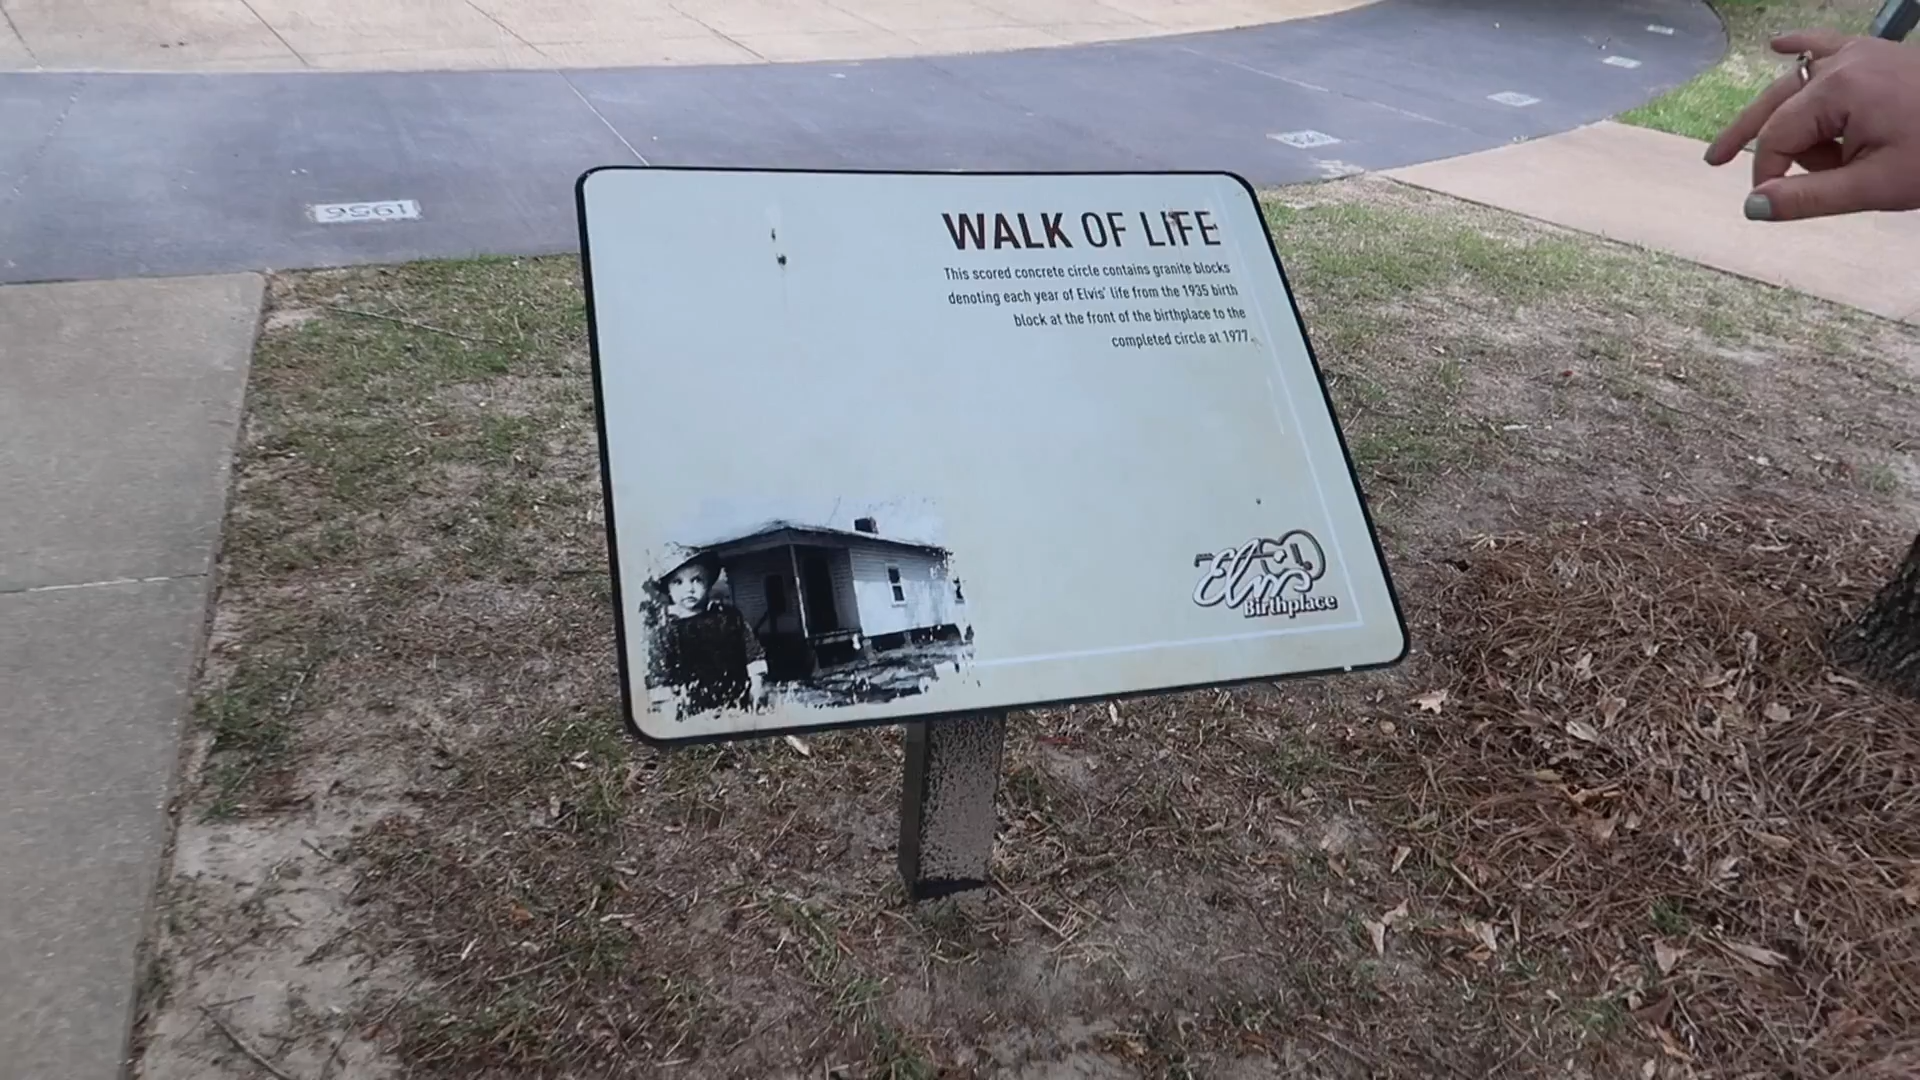 1956
WALK OF LIFE
This scored concrete circle contains granite blocks
denoting each year of Elvis' life from the 1935 birth
block at the front of the birthplace to the
completed circle at 1977.
Elvis
Birthplace